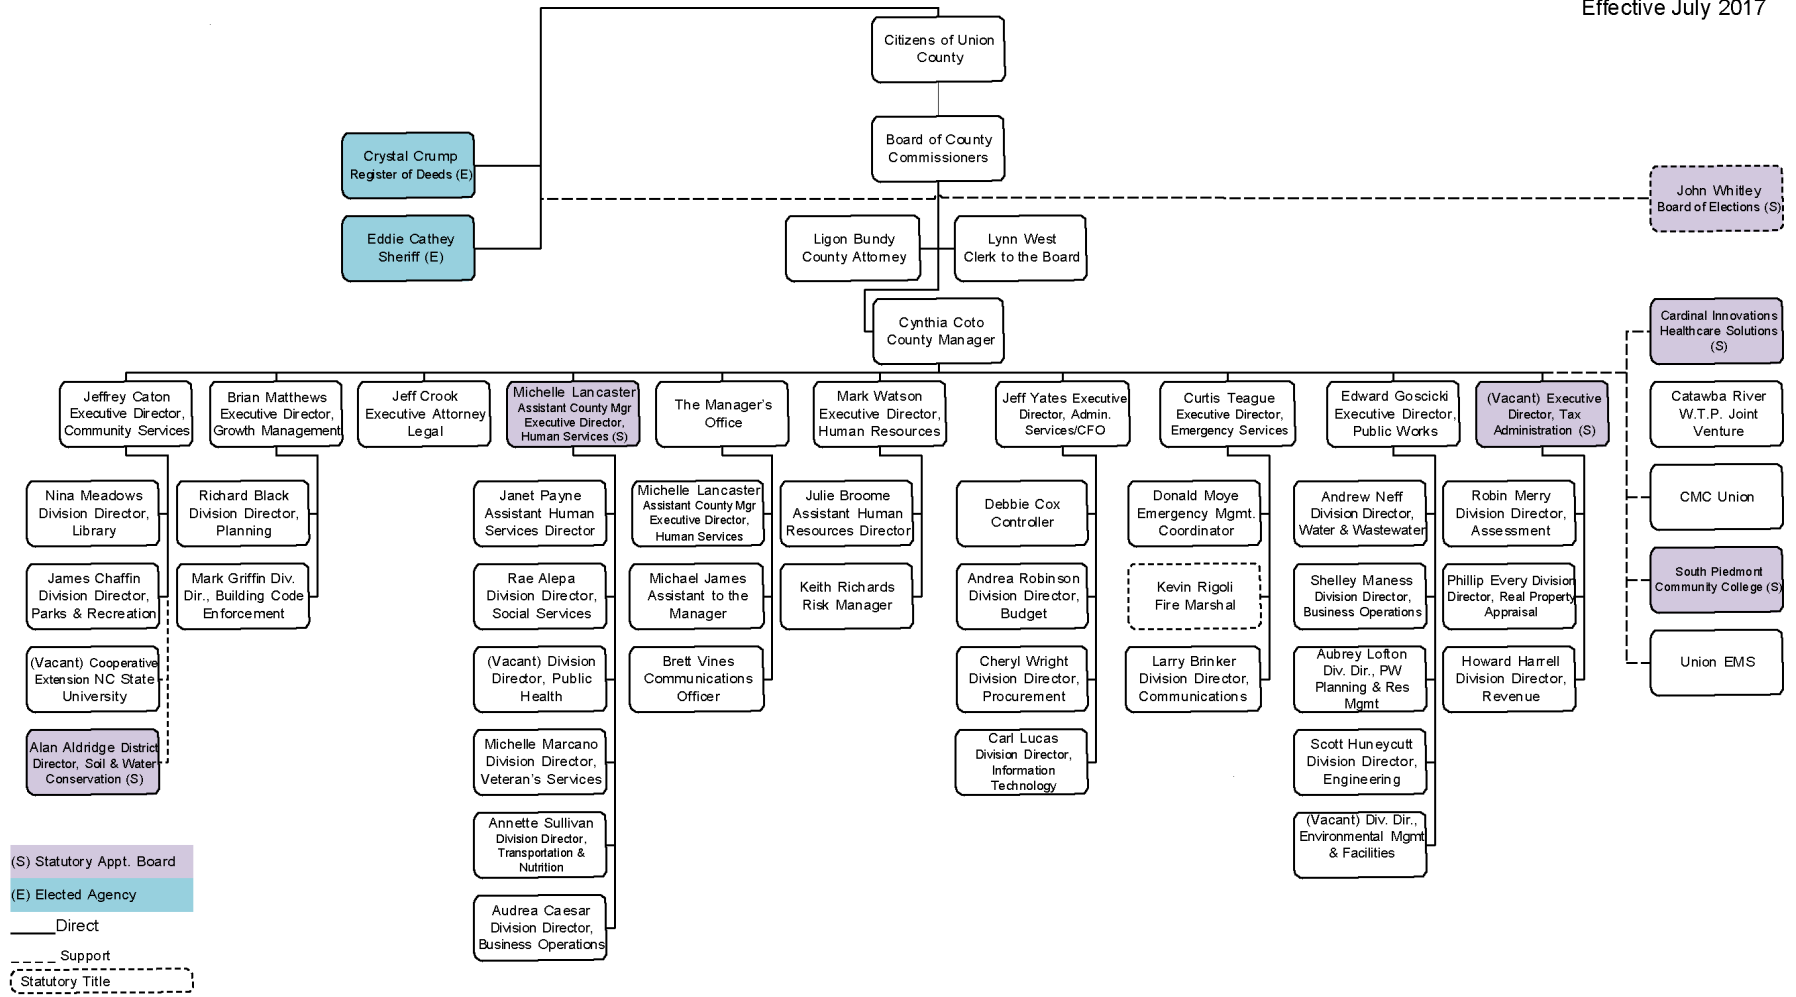 Effective July 2017
Citizens of Union
County
Board of County
Commissioners
Crystal Crump
Register of Deeds (E)
John Whitley
Board of Elections (S)
Eddie Cathey
Sheriff (E)
Ligon Bundy
County Attorney
Lynn West
Clerk to the Board
Cynthia Coto
County Manager
Cardinal Innovations
Healthcare Solutions
(S)
Jeffrey Caton
Executive Director,
Community Services
Brian Matthews
Executive Director,
Growth Management
Jeff Crook
Executive Attorney
Legal
Michelle Lancaster
Assistant County Mgr
Executive Director,
Human Services (S)
The Manager's
Office
Mark Watson
Executive Director,
Human Resources
Jeff Yates Executive
Director, Admin.
Services/CFO
Curtis Teague
Executive Director,
Emergency Services
Edward Goscicki
Executive Director,
Public Works
(Vacant) Executive
Director, Tax
Administration (S)
Catawba River
W.T.P. Joint
Venture
Nina Meadows
Division Director,
Library
Richard Black
Division Director,
Planning
Janet Payne
Assistant Human
Services Director
Michelle Lancaster
Assistant County Mgr
Executive Director,
Human Services
Julie Broome
Assistant Human
Resources Director
Debbie Cox
Controller
Donald Moye
Emergency Mgmt.
Coordinator
Andrew Neff
Division Director,
Water & Wastewater
Robin Merry
Division Director,
Assessment
CMC Union
James Chaffin
Division Director,
Parks & Recreation
Mark Griffin Div.
Dir., Building Code
Enforcement
Rae Alepa
Division Director,
Social Services
Michael James
Assistant to the
Manager
Keith Richards
Risk Manager
Andrea Robinson
Division Director,
Budget
Kevin Rigoli
Fire Marshal
Shelley Maness
Division Director,
Business Operations
Phillip Every Division
Director, Real Property
Appraisal
South Piedmont
Community College (S)
(Vacant) Cooperative
Extension NC State
University
(Vacant) Division
Director, Public
Health
Brett Vines
Communications
Officer
Cheryl Wright
Division Director,
Procurement
Larry Brinker
Division Director,
Communications
Aubrey Lofton
Div. Dir., PW
Planning & Res
Mgmt
Howard Harrell
Division Director,
Revenue
Union EMS
Alan Aldridge District
Director, Soil & Water
Conservation (S)
Michelle Marcano
Division Director,
Veteran's Services
Carl Lucas
Division Director,
Information
Technology
Scott Huneycutt
Division Director,
Engineering
Annette Sullivan
Division Director,
Transportation &
Nutrition
(Vacant) Div. Dir.,
Environmental Mgmt
& Facilities
Audrea Caesar
Division Director,
Business Operations
(S) Statutory Appt. Board
(E) Elected Agency
Direct
Support
Statutory Title